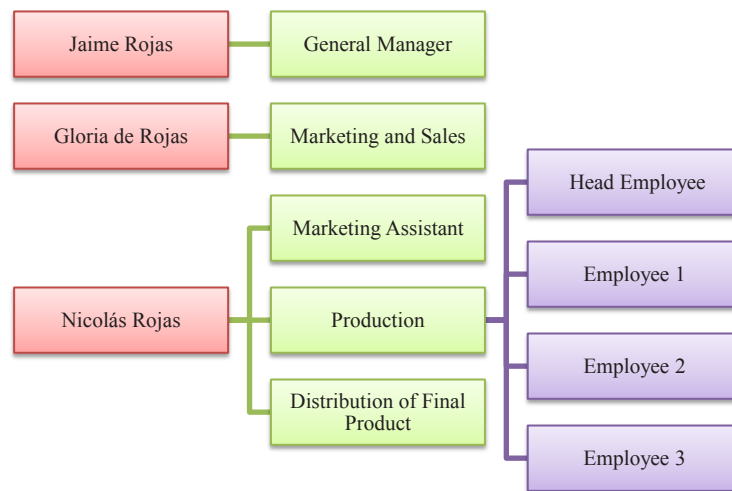 Jaime Rojas
General Manager
Gloria de Rojas
Marketing and Sales
Nicolás Rojas
Marketing Assistant
Production
Distribution of Final
Product
Head Employee
Employee 1
Employee 2
Employee 3